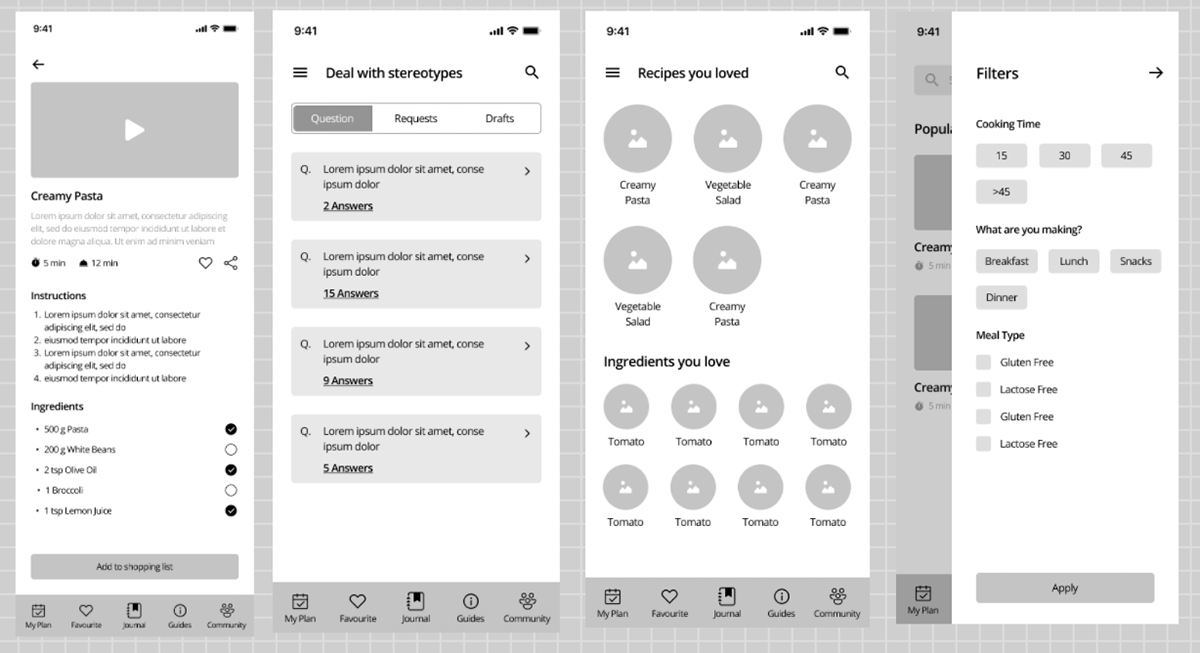 9:41
Creamy Pasta
Lorem ipsum dolor sit amet, consectetur adipiscing
elit, sed do eiusmod tempor incididunt ut labore et
dolore magna aliqua. Ut enim ad minim veniam
5 min 12 min
Instructions
1. Lorem ipsum dolor sit amet, consectetur
adipiscing elit, sed do
2. eiusmod tempor incididunt ut labore
3. Lorem ipsum dolor sit amet, consectetur
adipiscing elit, sed do
4. eiusmod tempor incididunt ut labore
Ingredients
• 500 g Pasta
• 200 g White Beans
• 2 tsp Olive Oil
• 1 Broccoli
• 1 tsp Lemon Juice
Add to shopping list
My Plan Favourite Journal Guides Community
9:41
Deal with stereotypes
Question Requests Drafts
Q. Lorem ipsum dolor sit amet, conse
ipsum dolor
2 Answers
Q. Lorem ipsum dolor sit amet, conse
ipsum dolor
15 Answers
Q. Lorem ipsum dolor sit amet, conse
ipsum dolor
9 Answers
Q. Lorem ipsum dolor sit amet, conse
ipsum dolor
5 Answers
My Plan Favourite Journal Guides Community
9:41
Recipes you loved
Creamy Pasta
Vegetable Salad
Creamy Pasta
Vegetable Salad
Creamy Pasta
Ingredients you love
Tomato Tomato Tomato Tomato
Tomato Tomato Tomato Tomato
My Plan Favourite Journal Guides Community
9:41
S
Popula
Creamy
5 min
Creamy
5 min
My Plan
Filters
Cooking Time
15 30 45
>45
What are you making?
Breakfast Lunch Snacks
Dinner
Meal Type
Gluten Free
Lactose Free
Gluten Free
Lactose Free
Apply